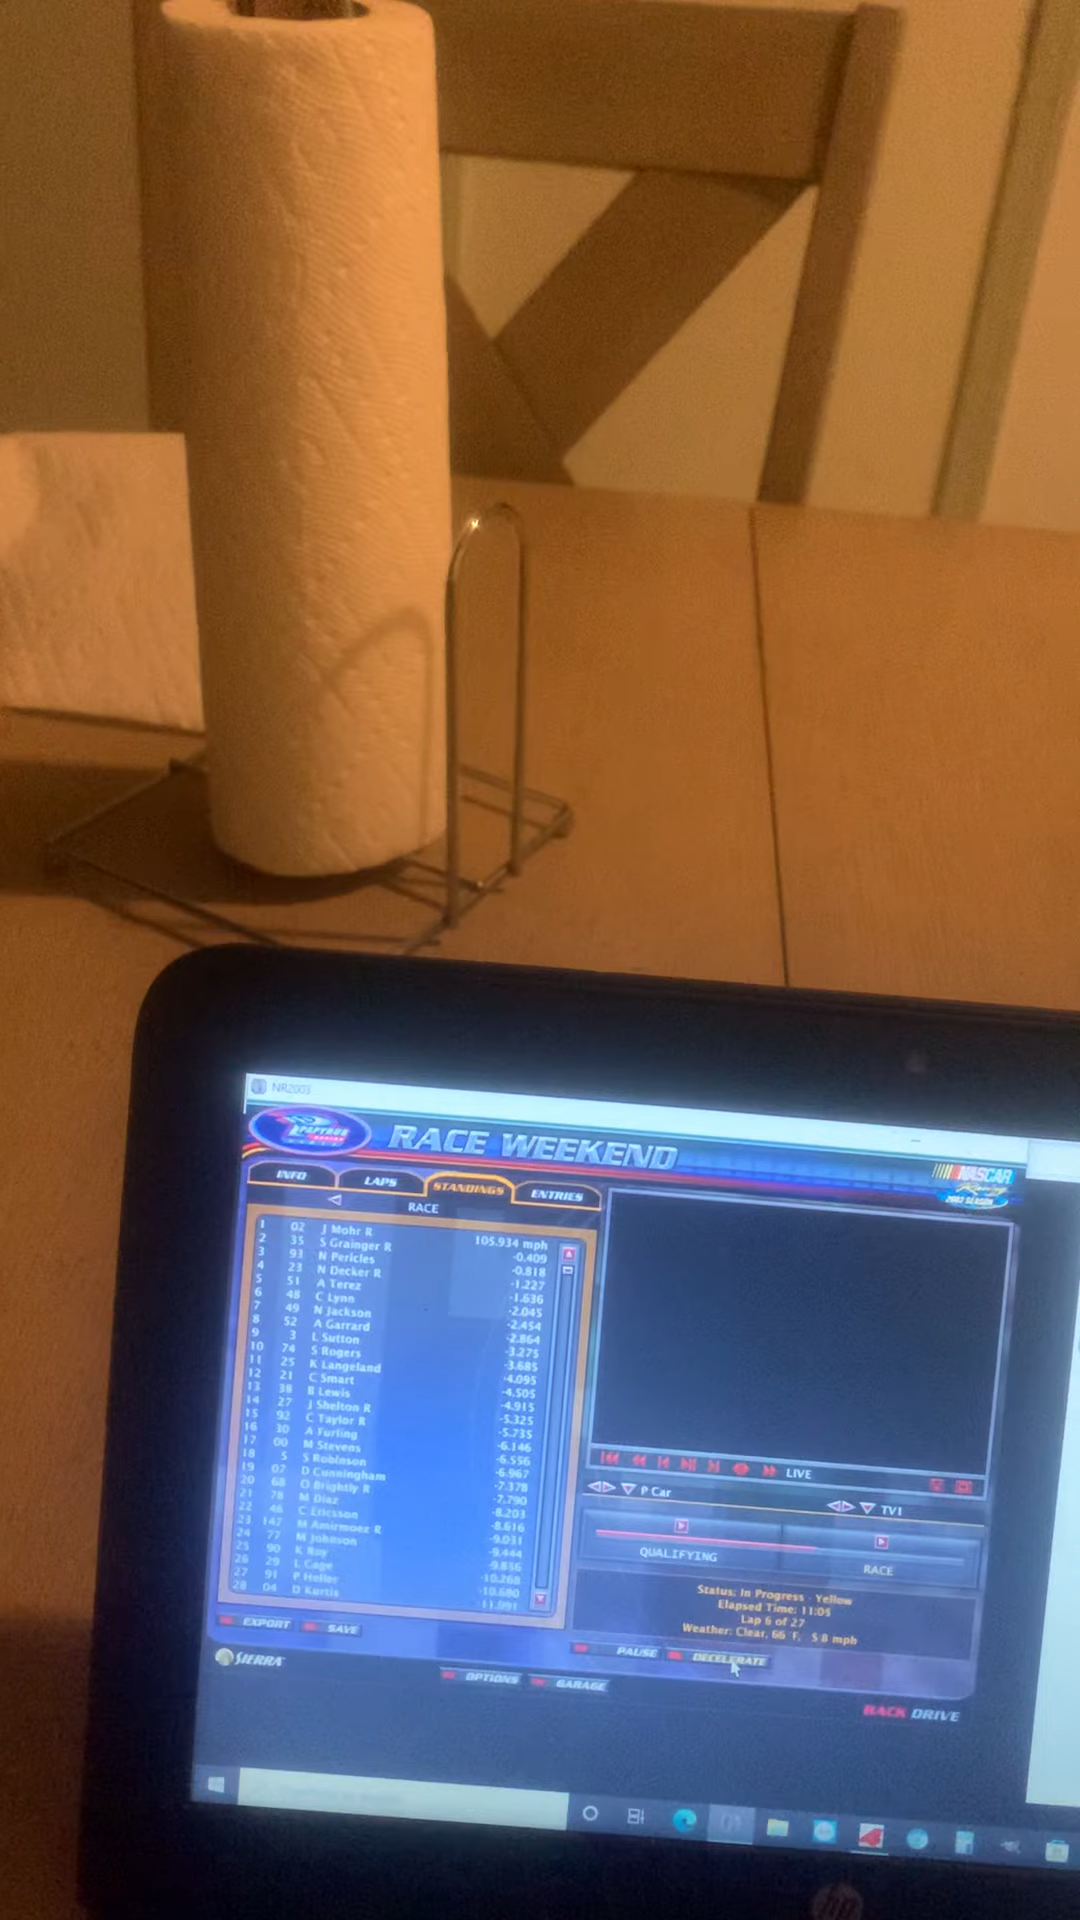 NR2003
PAPYRUS
RACE WEEKEND
NASCAR
Racing
2003 SEASON
INFO LAPS STANDINGS ENTRIES
RACE
1 02 J Mohr R 105.934 mph
2 35 S Grainger R -0.409
3 93 N Pericles -0.818
4 23 N Decker R -1.227
5 51 A Terez -1.636
6 48 C Lynn -2.045
7 49 N Jackson -2.454
8 52 A Garrard -2.864
9 3 L Sutton -3.275
10 74 S Rogers -3.685
11 25 K Langeland -4.095
12 21 C Smart -4.505
13 38 B Lewis -4.915
14 27 J Shelton R -5.325
15 92 C Taylor R -5.735
16 30 A Furling -6.146
17 00 M Stevens -6.556
18 5 S Robinson -6.967
19 07 D Cunningham -7.378
20 68 O Brightly R -7.790
21 78 M Diaz -8.203
22 46 C Ericsson -8.616
23 147 M Amirmoez R -9.031
24 77 M Johnson -9.444
25 90 K Roy -9.856
26 29 L Cage -10.268
27 91 P Heller -10.680
28 04 D Kurtis 11.091
LIVE
P Car TV1
QUALIFYING RACE
Status: In Progress - Yellow
Elapsed Time: 11:05
Lap 6 of 27
Weather: Clear, 66 F, S 8 mph
EXPORT SAVE
PAUSE DECELERATE
SIERRA
OPTIONS GARAGE
BACK DRIVE
hp